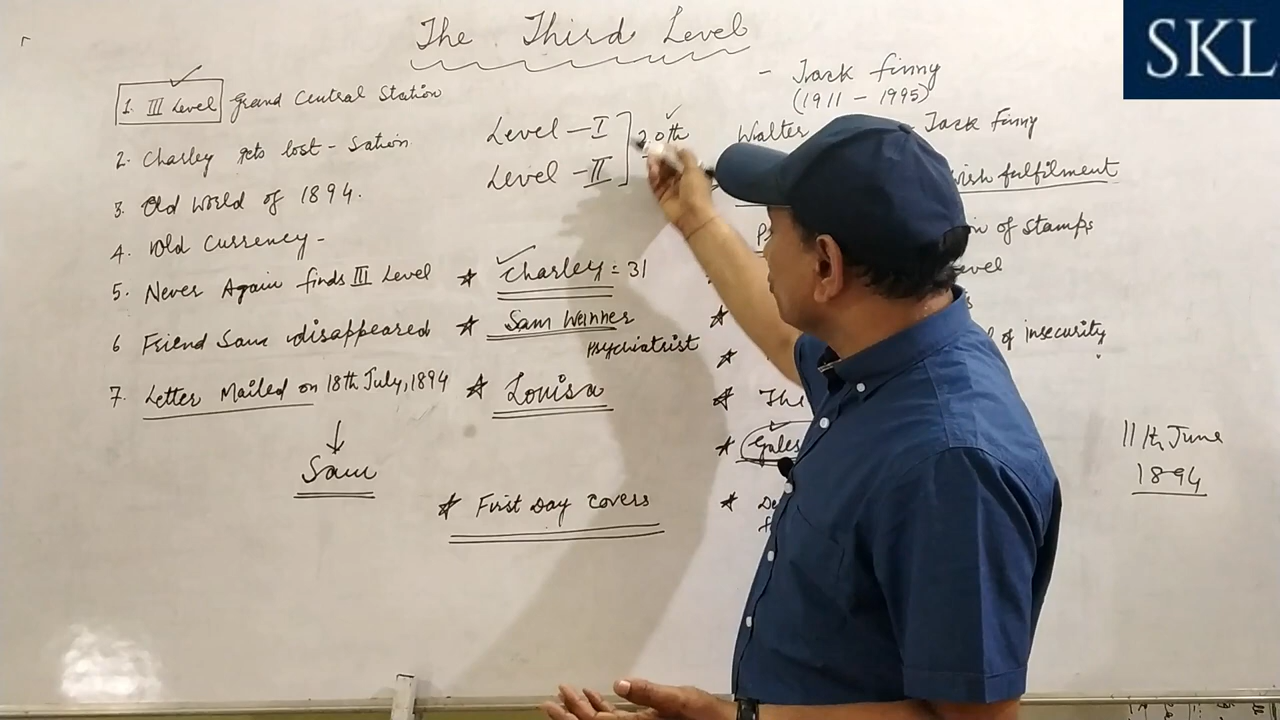 SKL
The Third Level
- Jack finny
(1911 - 1995)
1. III Level Grand Central Station
2. Charley gets lost - Sation
3. Old world of 1894.
4. Old Currency -
5. Never Again finds III Level
6 Friend Sam disappeared
7. Letter Mailed on 18th July, 1894
Sam
Level - I
Level - II
20th
Charley = 31
Sam Weinner
Psychiatrist
Louisa
First Day covers
Walter Jack finny
wish fulfilment
of stamps
of insecurity
The
11th June
1894